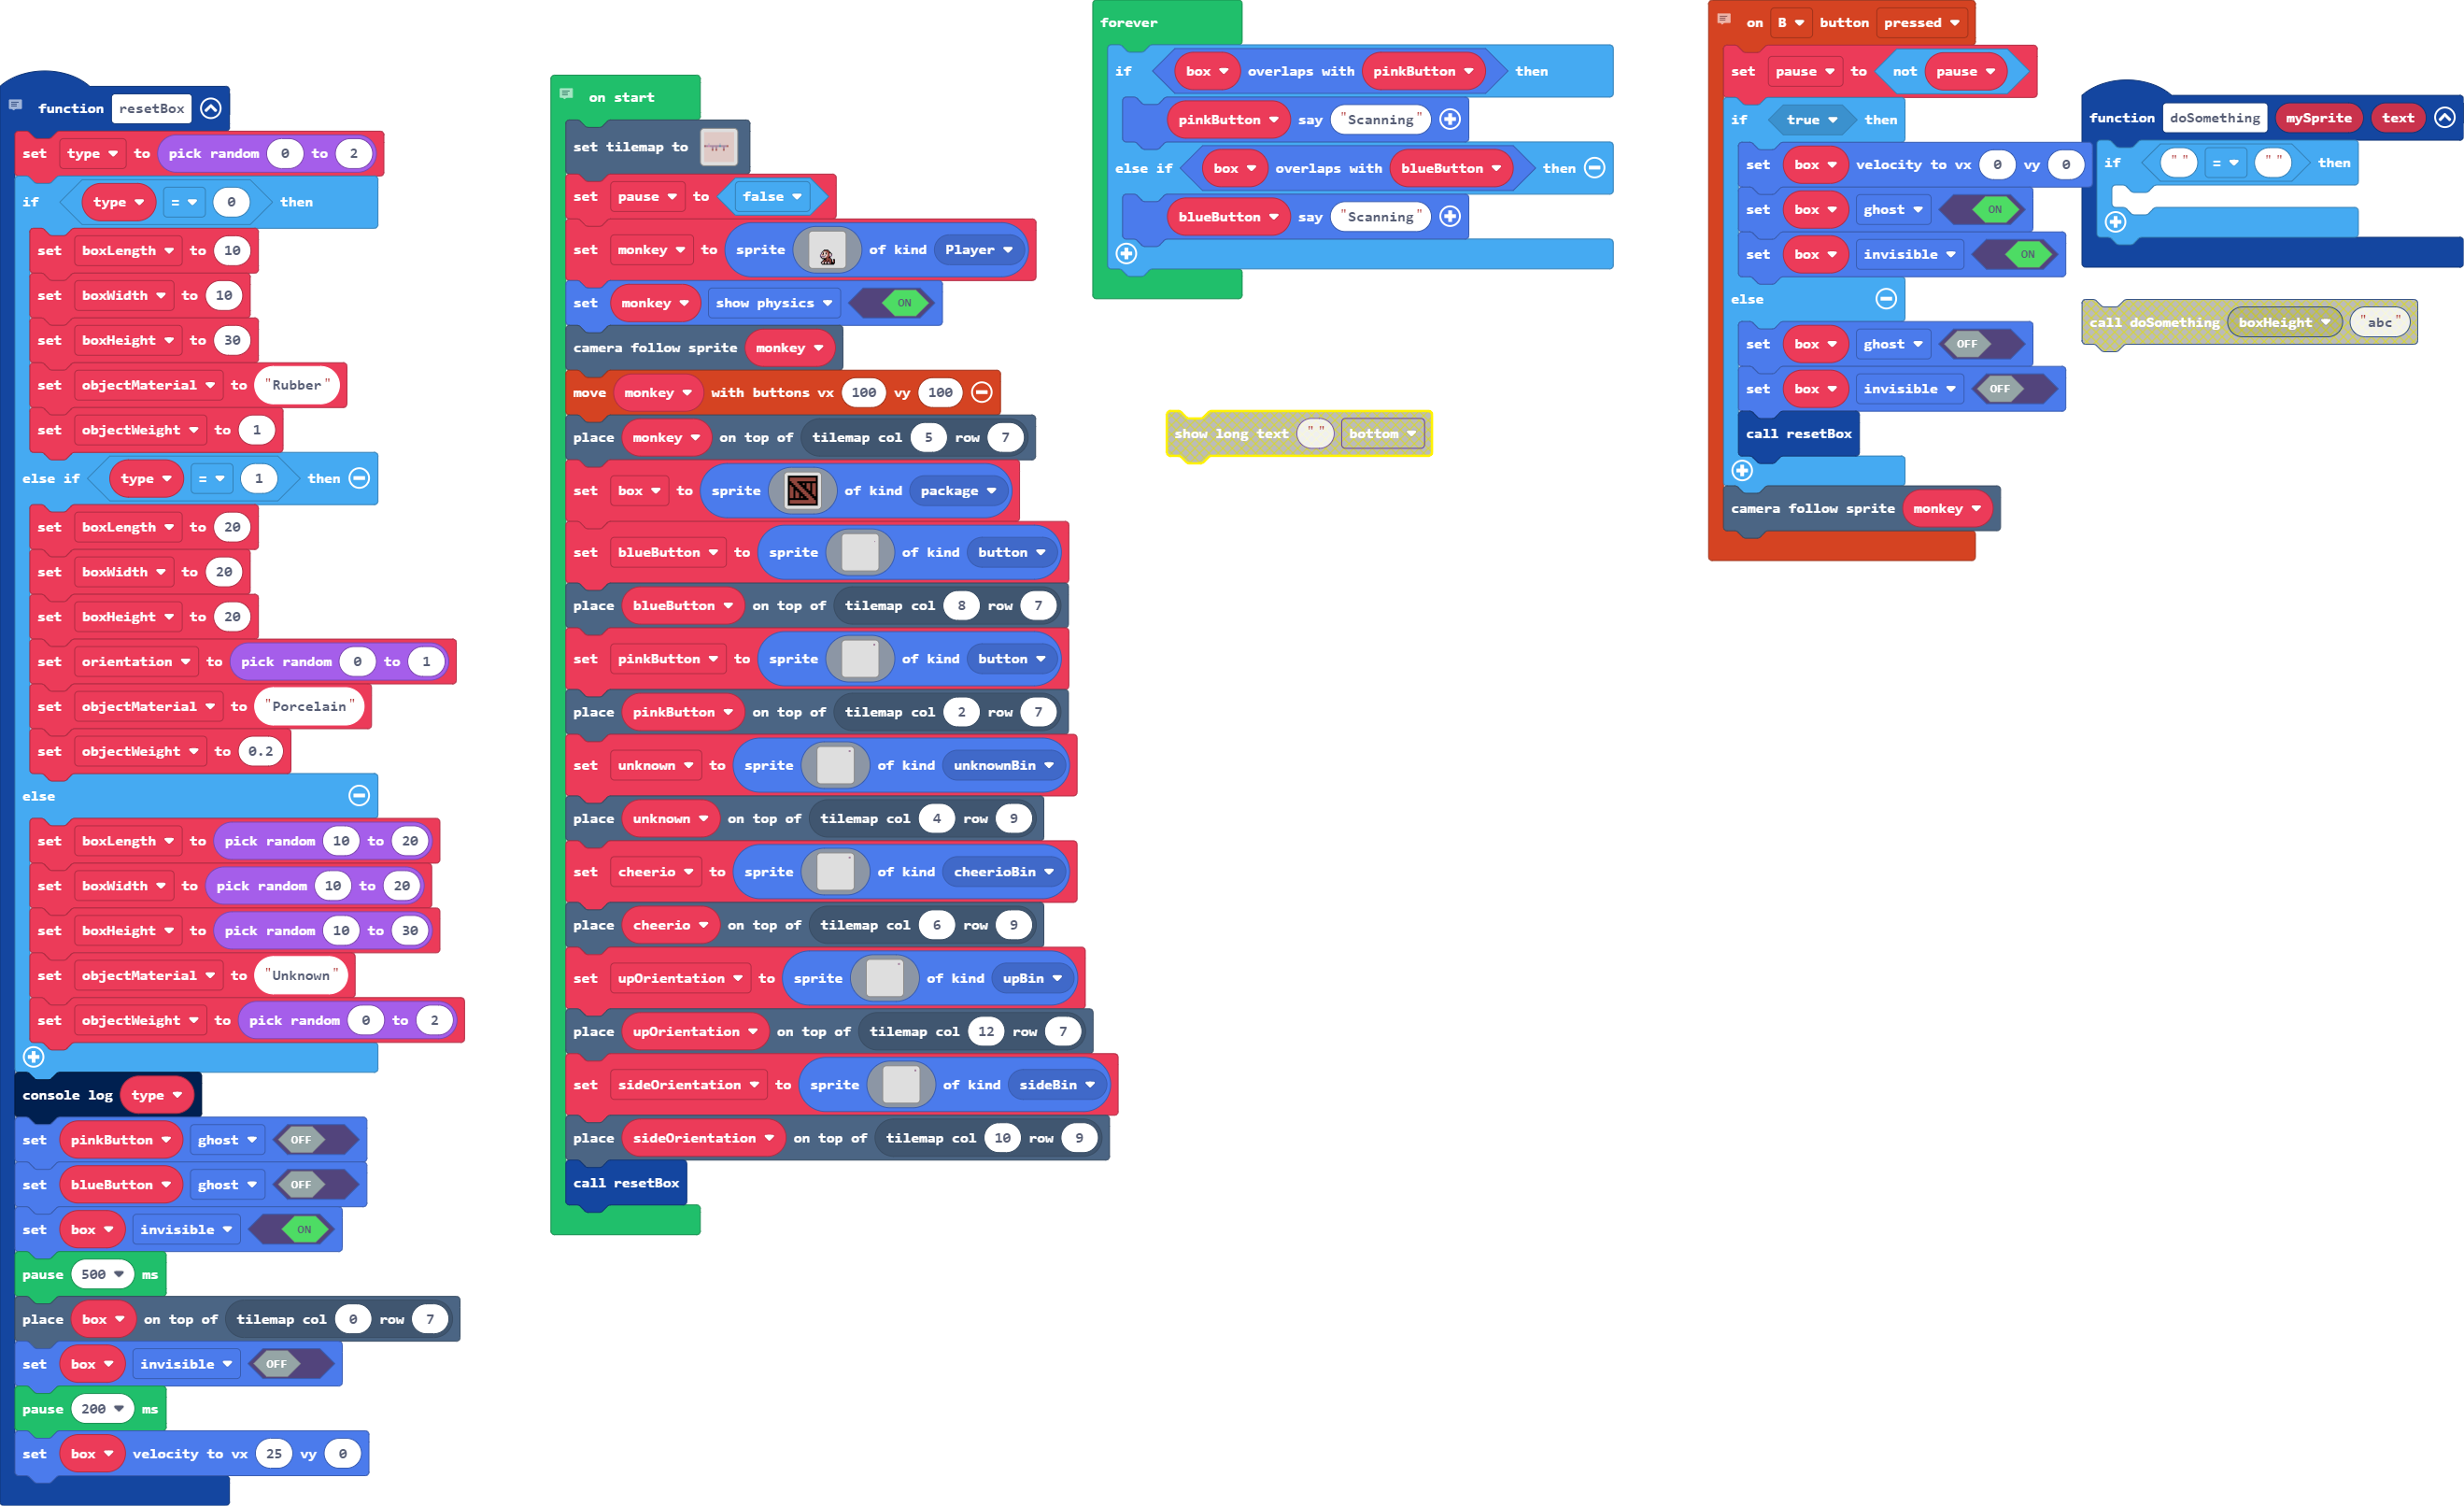 function resetBox
set type to pick random 0 to 2
if type = 0 then
set boxLength to 10
set boxWidth to 10
set boxHeight to 30
set objectMaterial to "Rubber"
set objectWeight to 1
else if type = 1 then
set boxLength to 20
set boxWidth to 20
set boxHeight to 20
set orientation to pick random 0 to 1
set objectMaterial to "Porcelain"
set objectWeight to 0.2
else
set boxLength to pick random 10 to 20
set boxWidth to pick random 10 to 20
set boxHeight to pick random 10 to 30
set objectMaterial to "Unknown"
set objectWeight to pick random 0 to 2
console log type
set pinkButton ghost OFF
set blueButton ghost OFF
set box invisible ON
pause 500 ms
place box on top of tilemap col 0 row 7
set box invisible OFF
pause 200 ms
set box velocity to vx 25 vy 0
on start
set tilemap to
set pause to false
set monkey to sprite of kind Player
set monkey show physics ON
camera follow sprite monkey
move monkey with buttons vx 100 vy 100
place monkey on top of tilemap col 5 row 7
set box to sprite of kind package
set blueButton to sprite of kind button
place blueButton on top of tilemap col 8 row 7
set pinkButton to sprite of kind button
place pinkButton on top of tilemap col 2 row 7
set unknown to sprite of kind unknownBin
place unknown on top of tilemap col 4 row 9
set cheerio to sprite of kind cheerioBin
place cheerio on top of tilemap col 6 row 9
set upOrientation to sprite of kind upBin
place upOrientation on top of tilemap col 12 row 7
set sideOrientation to sprite of kind sideBin
place sideOrientation on top of tilemap col 10 row 9
call resetBox
forever
if box overlaps with pinkButton then
pinkButton say "Scanning"
else if box overlaps with blueButton then
blueButton say "Scanning"
show long text "" bottom
on B button pressed
set pause to not pause
if true then
set box velocity to vx 0 vy 0
set box ghost ON
set box invisible ON
else
set box ghost OFF
set box invisible OFF
call resetBox
camera follow sprite monkey
function doSomething mySprite text
if "" = "" then
call doSomething boxHeight "abc"